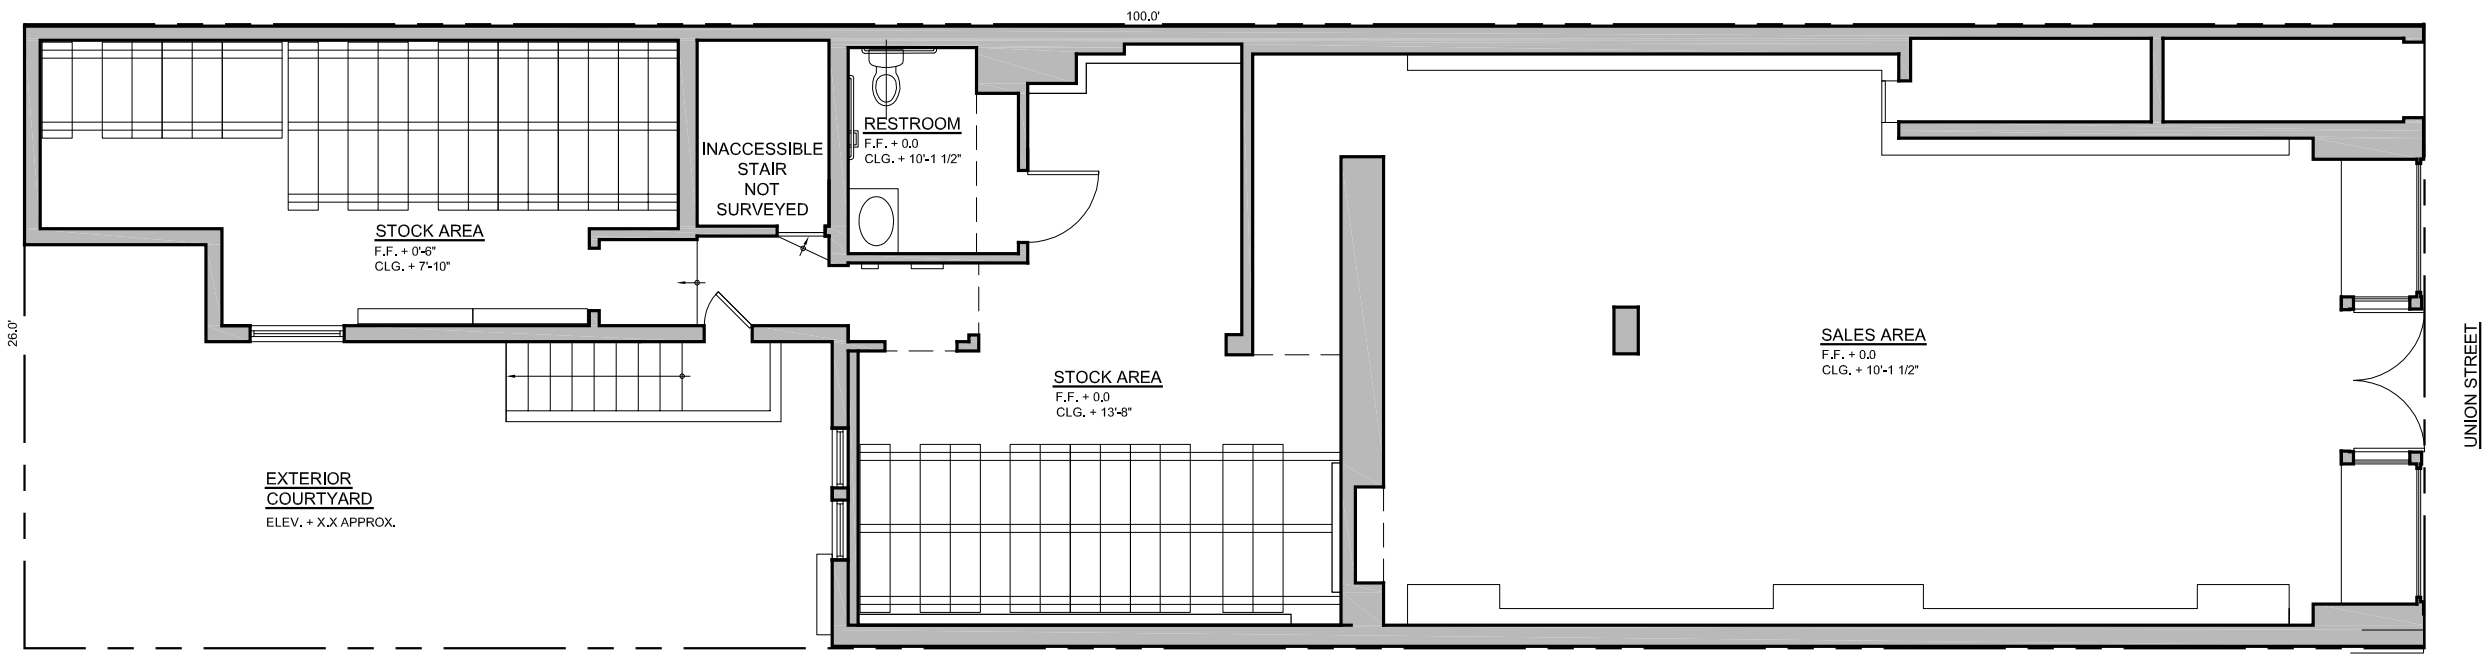 100.0'
26.0'
STOCK AREA
F.F. + 0'-6"
CLG. + 7'-10"
INACCESSIBLE
STAIR
NOT
SURVEYED
RESTROOM
F.F. + 0.0
CLG. + 10'-1 1/2"
STOCK AREA
F.F. + 0.0
CLG. + 13'-8"
SALES AREA
F.F. + 0.0
CLG. + 10'-1 1/2"
EXTERIOR
COURTYARD
ELEV. + X.X APPROX.
UNION STREET